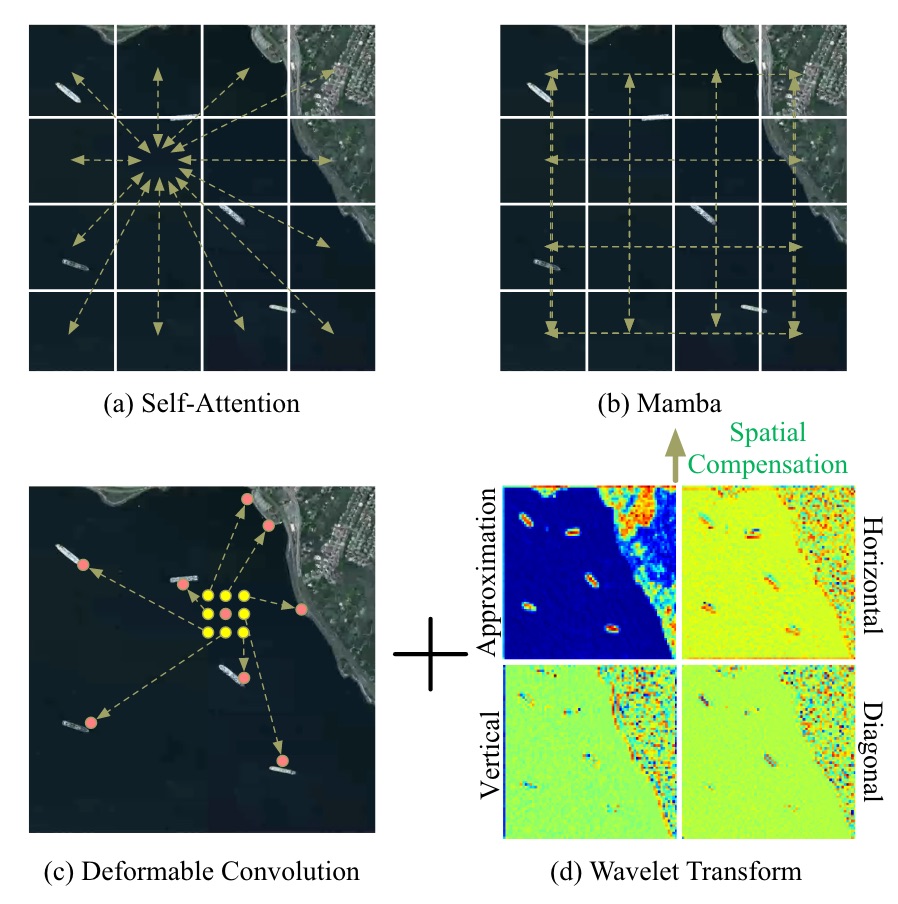 (a) Self-Attention
(b) Mamba
Spatial
Compensation
Approximation
Horizontal
Vertical
Diagonal
(c) Deformable Convolution
(d) Wavelet Transform